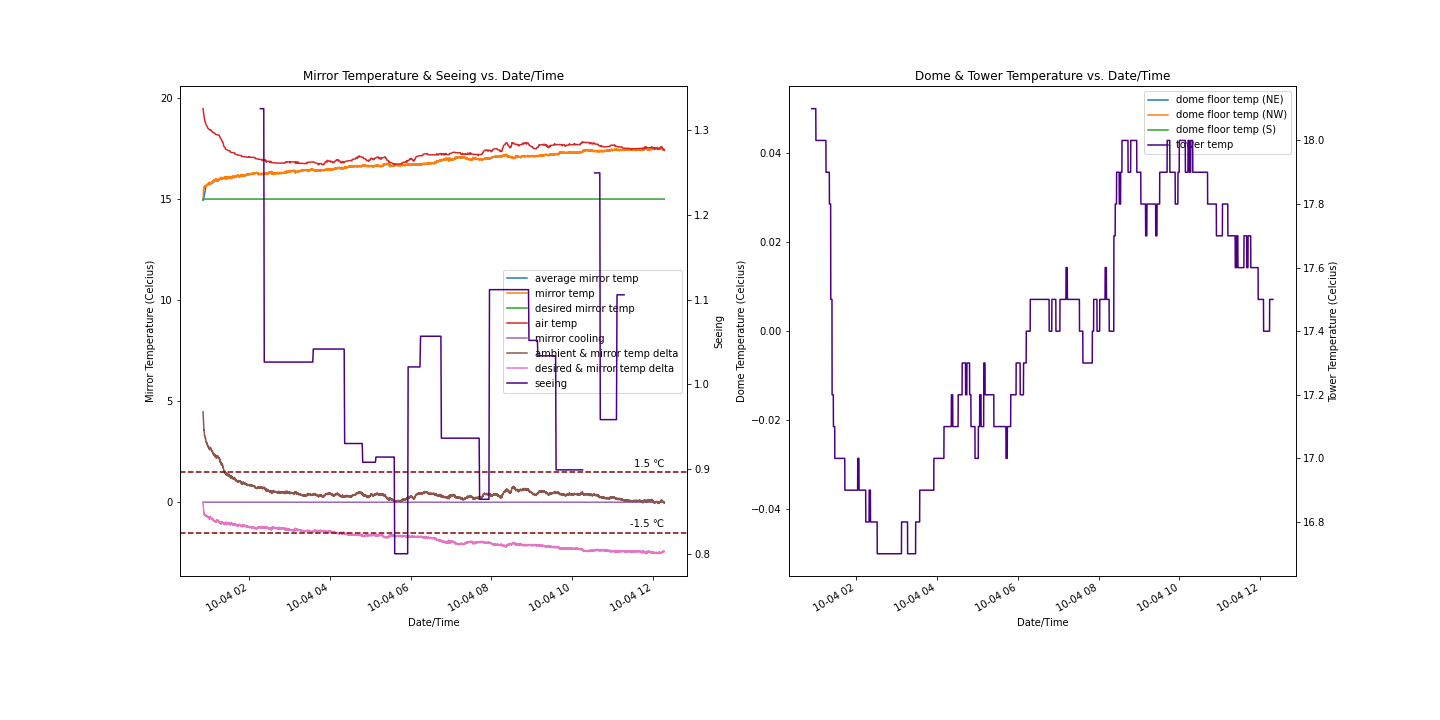 Mirror Temperature & Seeing vs. Date/Time
Mirror Temperature (Celcius)
20
15
10
5
0
1.3
1.2
1.1
1.0
0.9
0.8
Seeing
average mirror temp
mirror temp
desired mirror temp
air temp
mirror cooling
ambient & mirror temp delta
desired & mirror temp delta
seeing
1.5 °C
-1.5 °C
10-04 02
10-04 04
10-04 06
10-04 08
10-04 10
10-04 12
Date/Time
Dome & Tower Temperature vs. Date/Time
Dome Temperature (Celcius)
0.04
0.02
0.00
−0.02
−0.04
dome floor temp (NE)
dome floor temp (NW)
dome floor temp (S)
tower temp
18.0
17.8
17.6
17.4
17.2
17.0
16.8
Tower Temperature (Celcius)
10-04 02
10-04 04
10-04 06
10-04 08
10-04 10
10-04 12
Date/Time